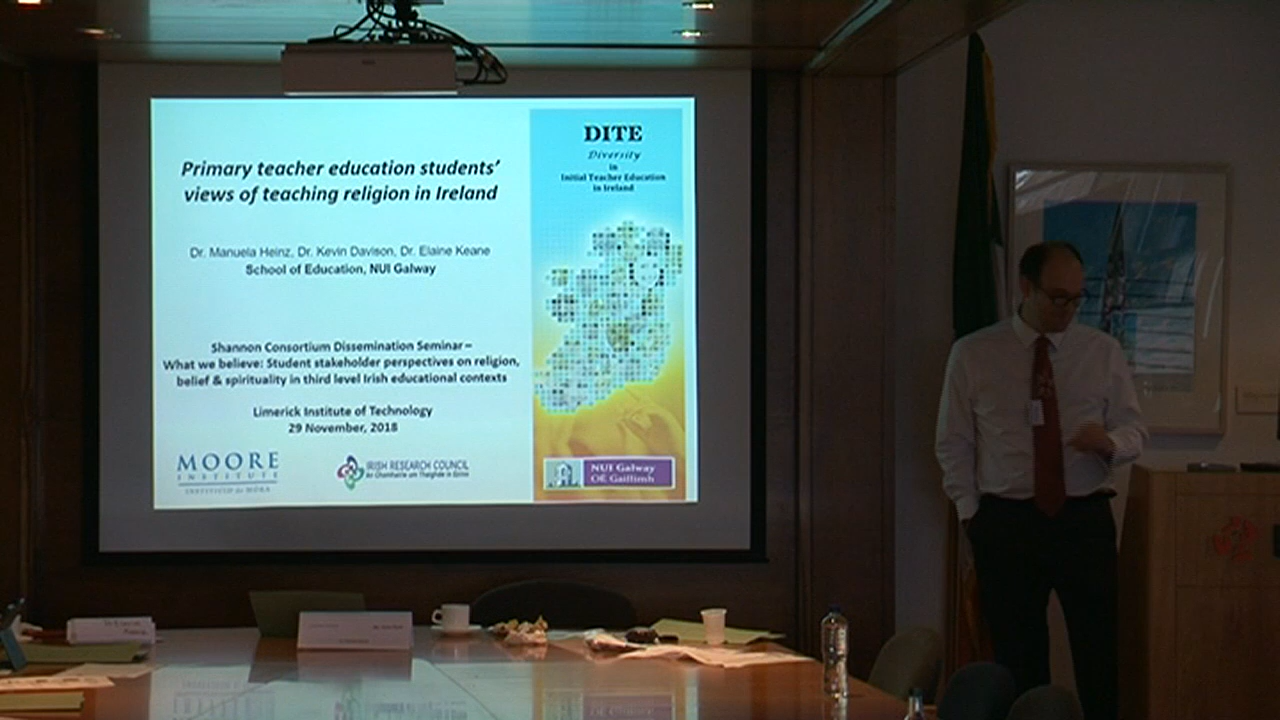 Primary teacher education students'
views of teaching religion in Ireland
Dr. Manuela Heinz, Dr. Kevin Davison, Dr. Elaine Keane
School of Education, NUI Galway
Shannon Consortium Dissemination Seminar –
What we believe: Student stakeholder perspectives on religion,
belief & spirituality in third level Irish educational contexts
Limerick Institute of Technology
29 November, 2018
MOORE
INSTITUTE
IRISH RESEARCH COUNCIL
DITE
Diversity
in
Initial Teacher Education
in Ireland
NUI Galway
OÉ Gaillimh